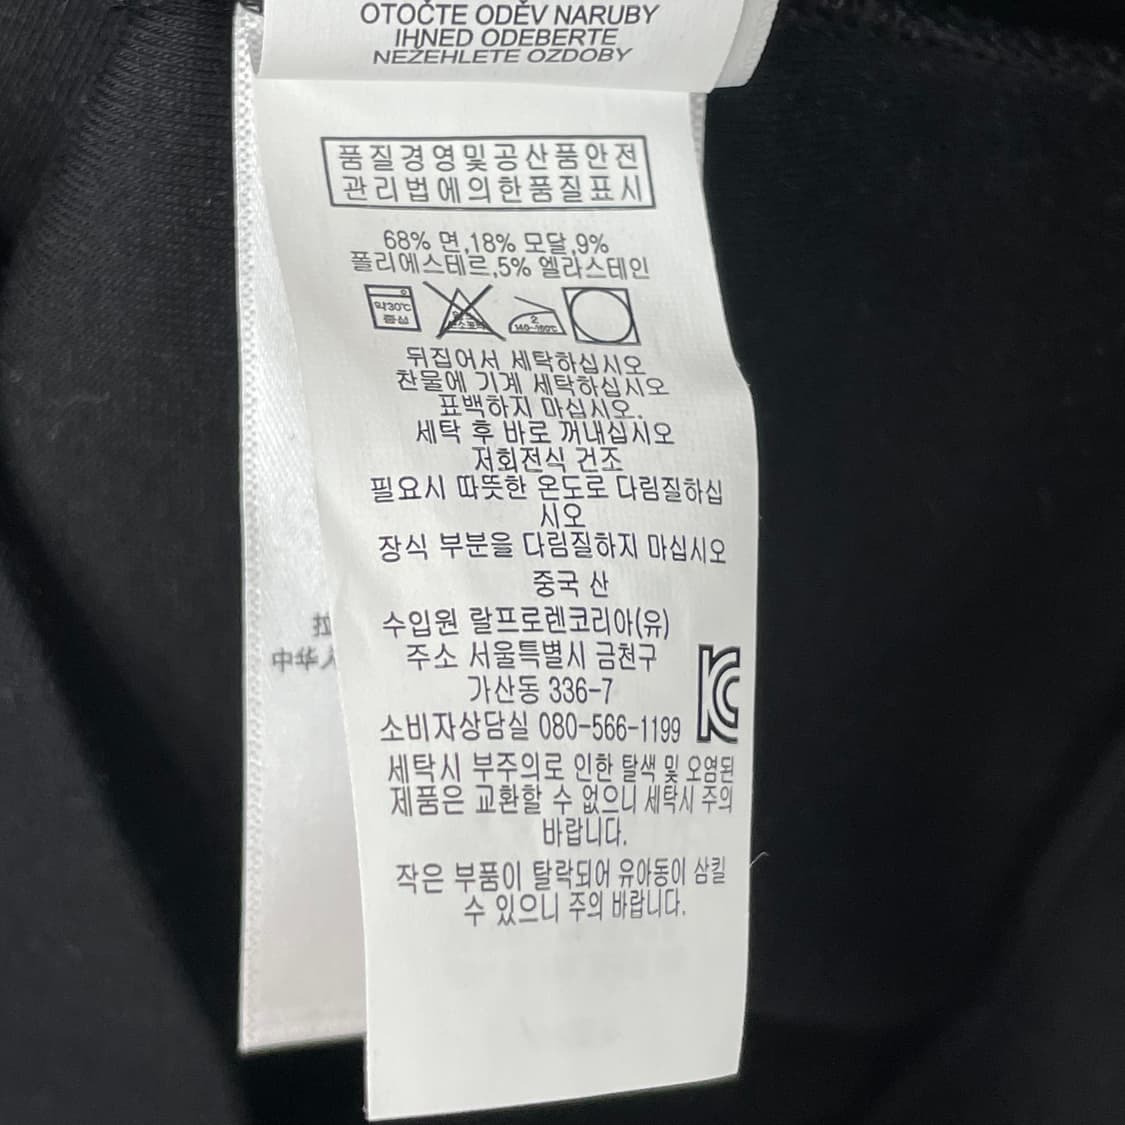 OTOČTE ODĚV NARUBY
IHNED ODEBERTE
NEŽEHLETE OZDOBY
품질경영및공산품안전
관리법에의한품질표시
68% 면,18% 모달,9%
폴리에스테르,5% 엘라스테인
약30℃
중성
2
140~160℃
뒤집어서 세탁하십시오
찬물에 기계 세탁하십시오
표백하지 마십시오.
세탁 후 바로 꺼내십시오
저회전식 건조
필요시 따뜻한 온도로 다림질하십
시오
장식 부분을 다림질하지 마십시오
중국 산
수입원 랄프로렌코리아(유)
주소 서울특별시 금천구
가산동 336-7
소비자상담실 080-566-1199
세탁시 부주의로 인한 탈색 및 오염된
제품은 교환할 수 없으니 세탁시 주의
바랍니다.
작은 부품이 탈락되어 유아동이 삼킬
수 있으니 주의 바랍니다.
拉
中华人